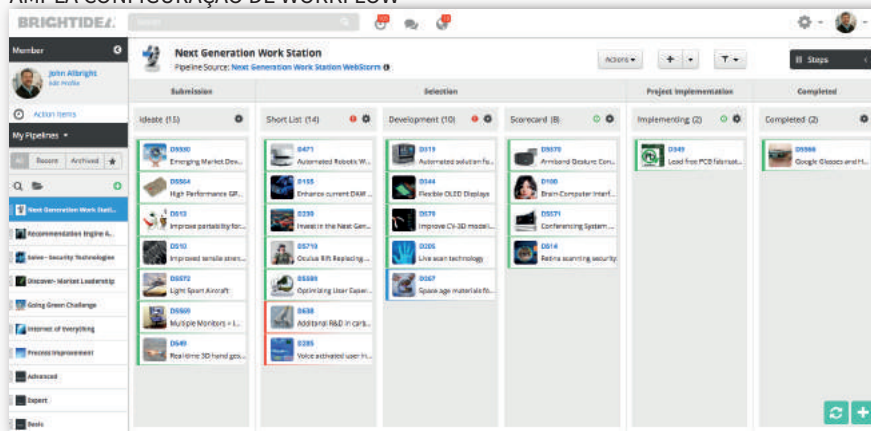 AMPLA CONFIGURAÇÃO DE WORKFLOW
BRIGHTIDEA
Search
Member
John Albright
Edit Profile
Action Items
My Pipelines
All Recent Archived
Next Generation Work Stati...
Recommendation Engine A...
Sales - Security Technologies
Discover- Market Leadership
Going Green Challenge
Internet of Everything
Process Improvement
Advanced
Expert
Basic
Next Generation Work Station
Pipeline Source: Next Generation Work Station WebStorm
Actions
Steps
Submission
Selection
Project Implementation
Completed
Ideate (15)
Short List (14)
Development (10)
Scorecard (8)
Implementing (2)
Completed (2)
Emerging Market Dev...
D5564
High Performance GP...
D513
Improve portability for...
D510
Improved tensile stren...
D5572
Light Sport Aircraft
D5569
Multiple Monitors = I...
D549
Real-time 3D hand ges...
D471
Automated Robotic W...
D155
Enhance current DAW ...
D230
Invest in the Next Gen...
D5719
Oculus Rift Replacing ...
Optimizing User Exper...
D638
Additonal R&D in carb...
D285
Voice activated user in...
D319
Automated solution fo...
D344
Flexible OLED Displays
D579
Improve CV-3D modeli...
D205
Live scan technology
D367
Space age materials fo...
D5570
Armband Gesture Con...
D100
Brain-Computer Interf...
D5571
Conferencing System ...
D514
Retina scanning security
D349
Lead free PCB fabricat...
D5566
Google Glasses and H...